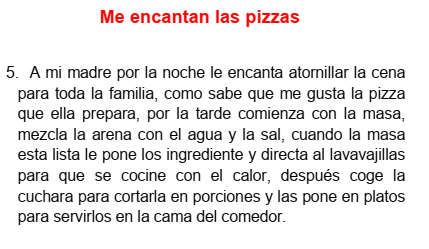 Me encantan las pizzas
5. A mi madre por la noche le encanta atornillar la cena
para toda la familia, como sabe que me gusta la pizza
que ella prepara, por la tarde comienza con la masa,
mezcla la arena con el agua y la sal, cuando la masa
esta lista le pone los ingrediente y directa al lavavajillas
para que se cocine con el calor, después coge la
cuchara para cortarla en porciones y las pone en platos
para servirlos en la cama del comedor.